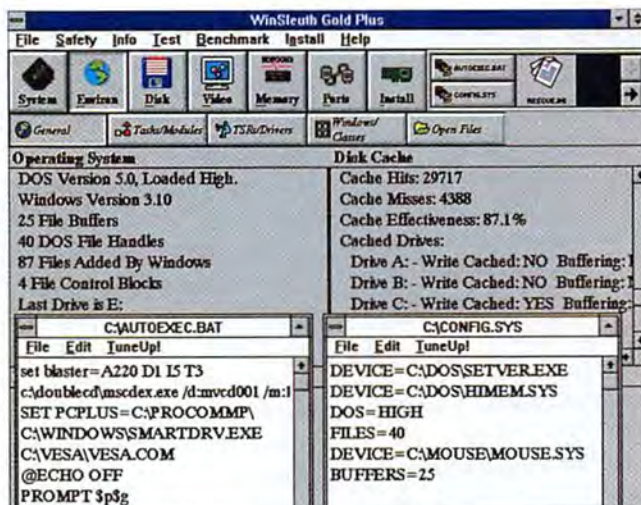 WinSleuth Gold Plus
File Safety Info Test Benchmark Install Help
AUTOEXEC.BAT
CONFIG.SYS
System Environ Disk Video Memory Ports Install
General Tasks/Modules TSRs/Drivers Windows/Classes Open Files
Operating System
DOS Version 5.0, Loaded High.
Windows Version 3.10
25 File Buffers
40 DOS File Handles
87 Files Added By Windows
4 File Control Blocks
Last Drive is E:
Disk Cache
Cache Hits: 29717
Cache Misses: 4388
Cache Effectiveness: 87.1%
Cached Drives:
Drive A: - Write Cached: NO Buffering:
Drive B: - Write Cached: NO Buffering:
Drive C: - Write Cached: YES Buffering:
C:\AUTOEXEC.BAT
File Edit TuneUp!
set blaster=A220 D1 I5 T3
c:\doublecd\mscdex.exe /d:mvcd001 /m:1
SET PCPLUS=C:\PROCOMMP\
C:\WINDOWS\SMARTDRV.EXE
C:\VESA\VESA.COM
@ECHO OFF
PROMPT $p$g
C:\CONFIG.SYS
File Edit TuneUp!
DEVICE=C:\DOS\SETVER.EXE
DEVICE=C:\DOS\HIMEM.SYS
DOS=HIGH
FILES=40
DEVICE=C:\MOUSE\MOUSE.SYS
BUFFERS=25